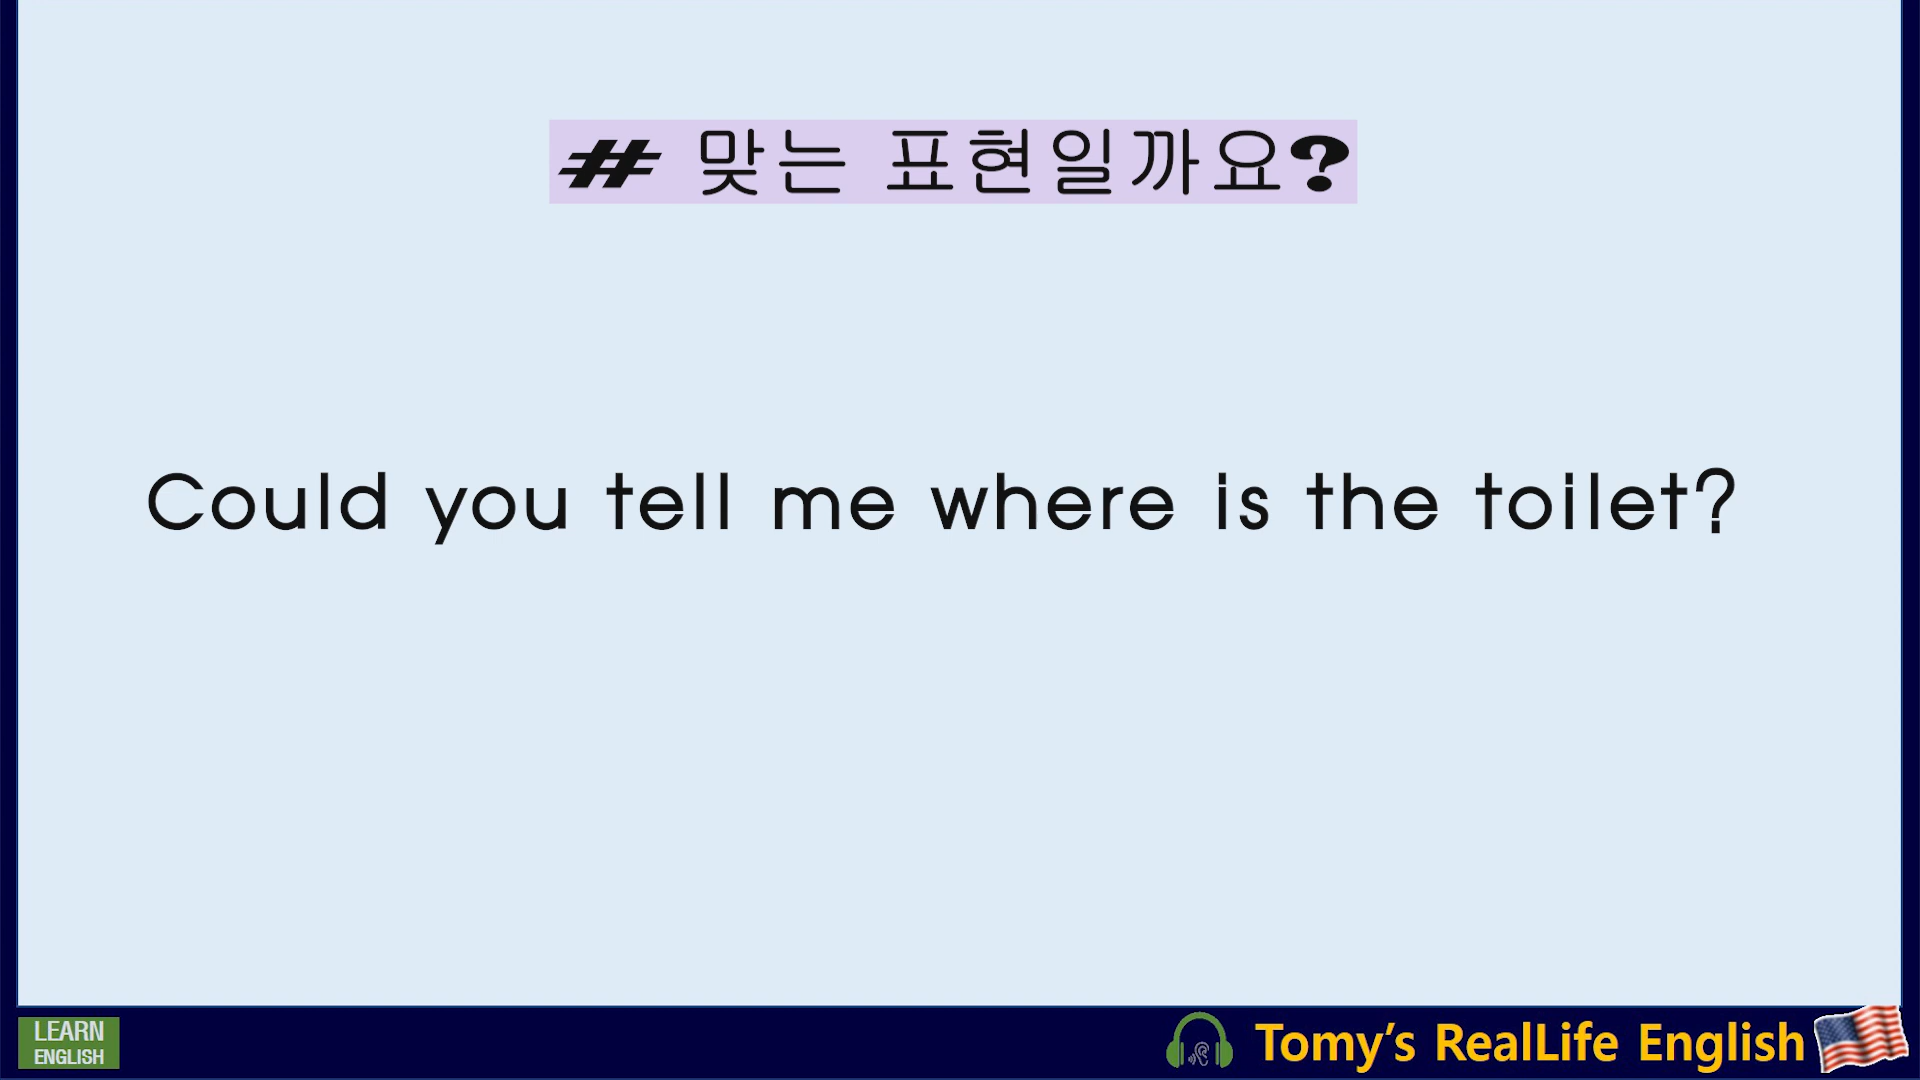 # 맞는 표현일까요?
Could you tell me where is the toilet?
LEARN
ENGLISH
Tomy's RealLife English